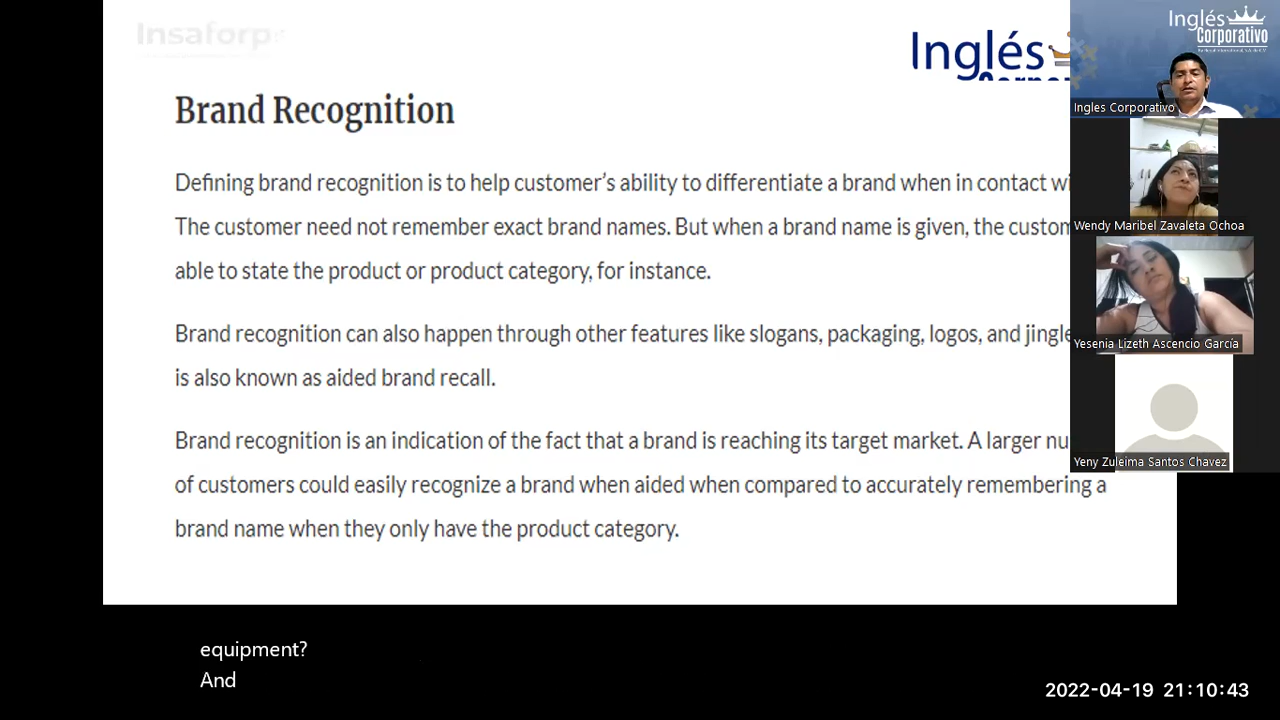 Insaforp
Inglés
Brand Recognition
Defining brand recognition is to help customer's ability to differentiate a brand when in contact
The customer need not remember exact brand names. But when a brand name is given, the
able to state the product or product category, for instance.
Brand recognition can also happen through other features like slogans, packaging, logos, and
is also known as aided brand recall.
Brand recognition is an indication of the fact that a brand is reaching its target market. A larger
of customers could easily recognize a brand when aided when compared to accurately remembering a
brand name when they only have the product category.
Inglés
Corporativo
Ingles Corporativo
Wendy Maribel Zavaleta Ochoa
Yesenia Lizeth Ascencio García
Yeny Zuleima Santos Chavez
equipment?
And
2022-04-19 21:10:43